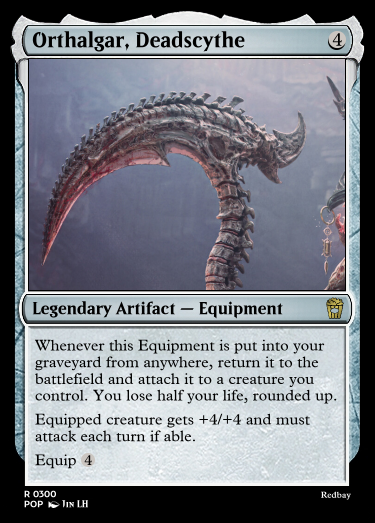 Orthalgar, Deadscythe 4
Legendary Artifact — Equipment
Whenever this Equipment is put into your
graveyard from anywhere, return it to the
battlefield and attach it to a creature you
control. You lose half your life, rounded up.
Equipped creature gets +4/+4 and must
attack each turn if able.
Equip 4
R 0300
Redbay
POP Jin LH